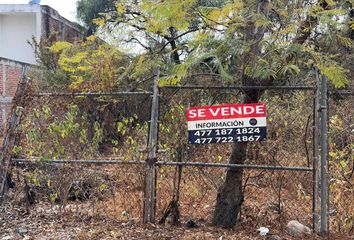 SE VENDE
INFORMACIÓN
477 187 1824
477 722 1867